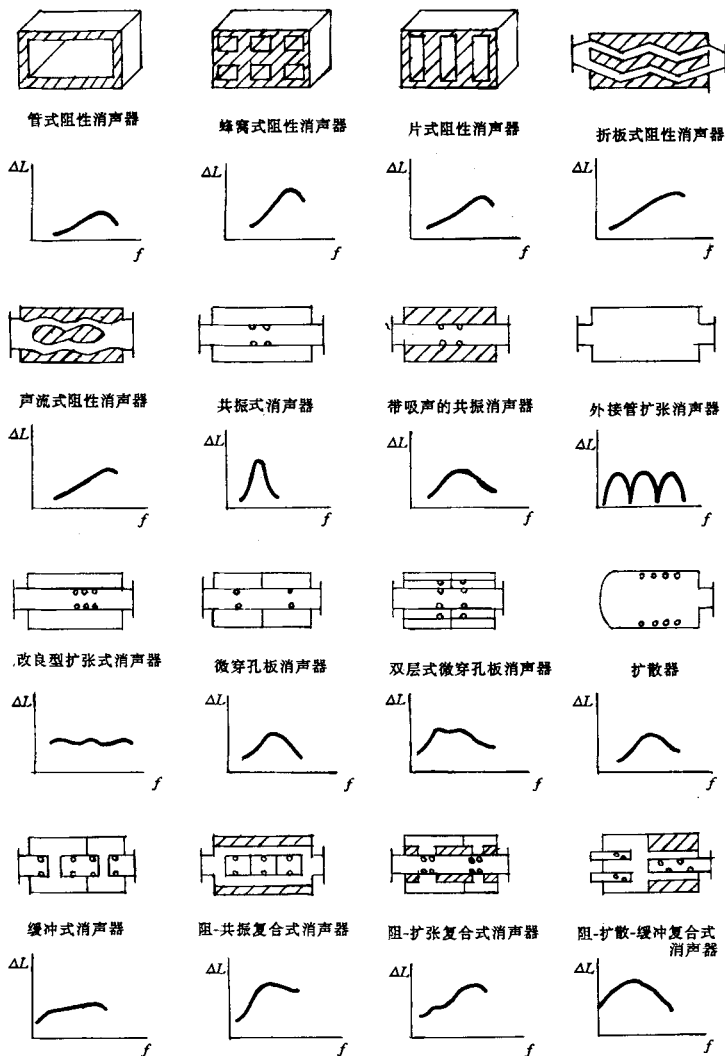 管式阻性消声器
蜂窝式阻性消声器
片式阻性消声器
折板式阻性消声器
ΔL
ΔL
ΔL
ΔL
f
f
f
f
声流式阻性消声器
共振式消声器
带吸声的共振消声器
外接管扩张消声器
ΔL
ΔL
ΔL
ΔL
f
f
f
f
改良型扩张式消声器
微穿孔板消声器
双层式微穿孔板消声器
扩散器
ΔL
ΔL
ΔL
ΔL
f
f
f
f
缓冲式消声器
阻-共振复合式消声器
阻-扩张复合式消声器
阻-扩散-缓冲复合式
消声器
ΔL
ΔL
ΔL
ΔL
f
f
f
f